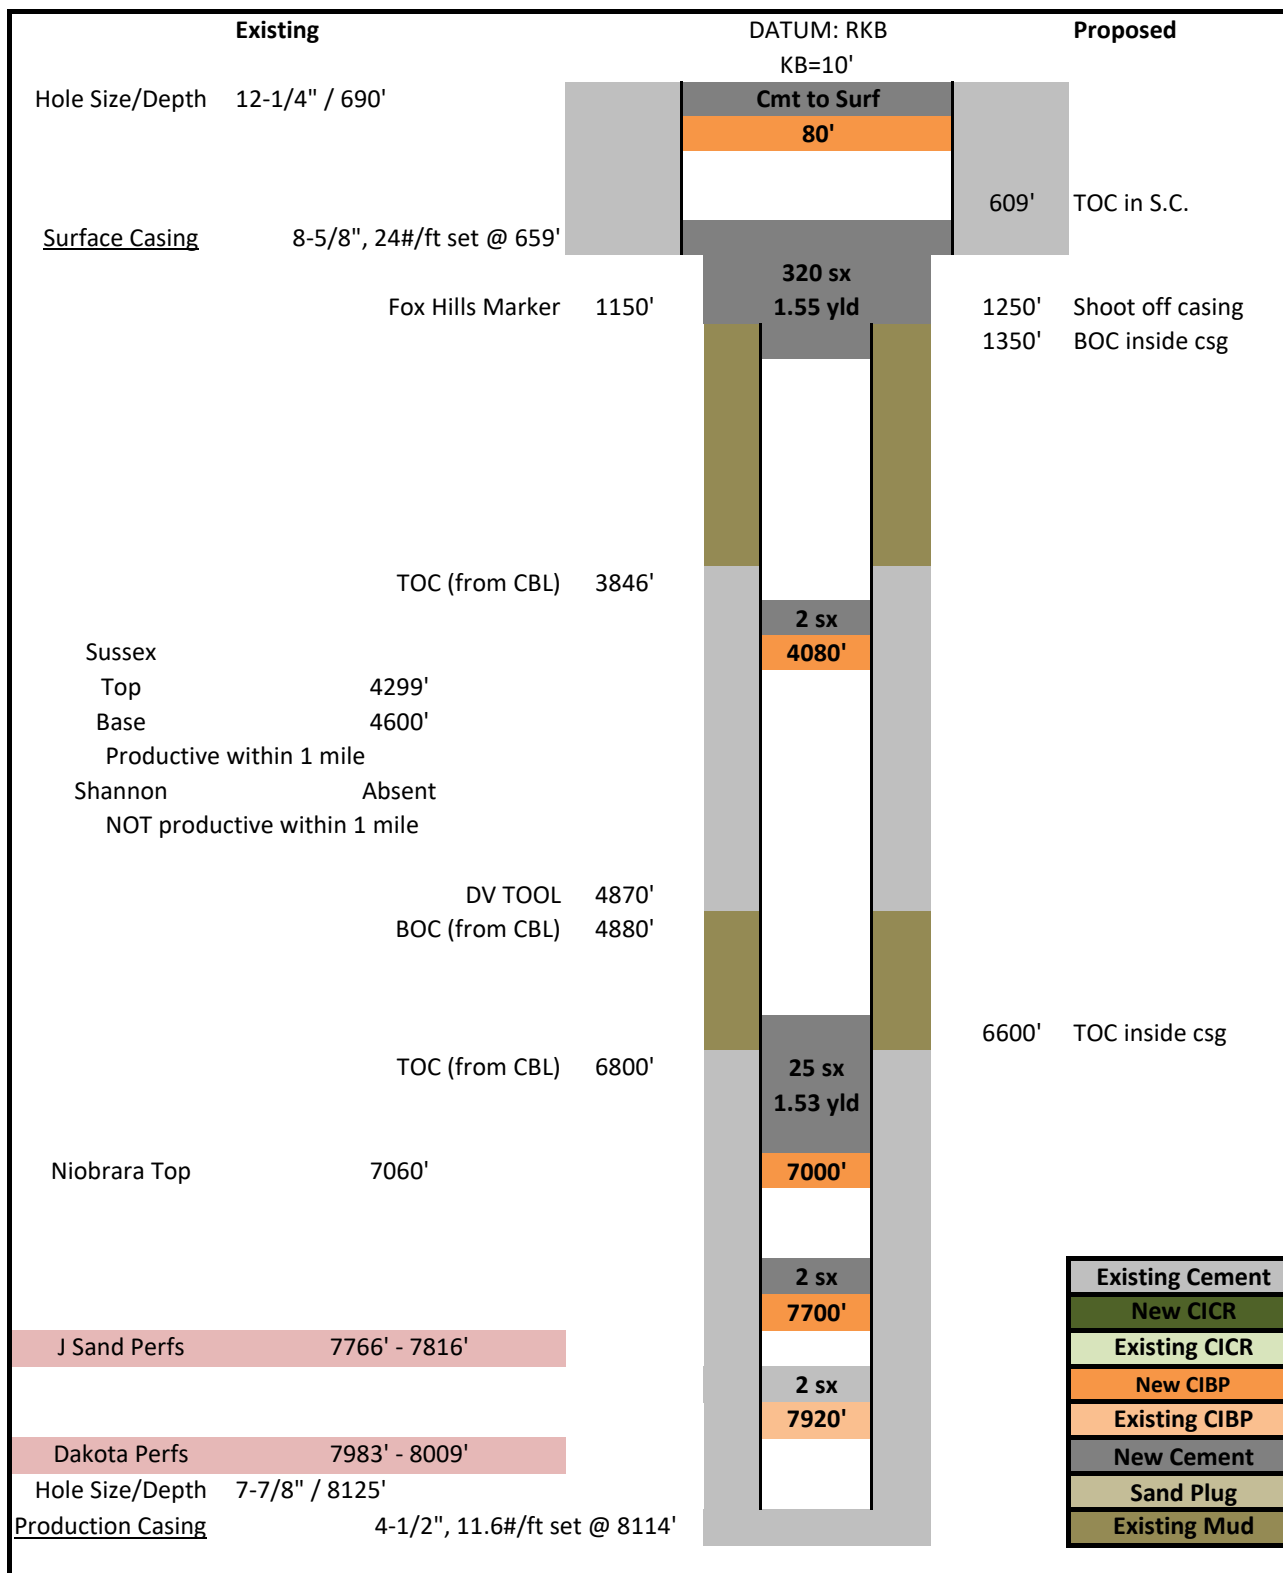 Existing DATUM: RKB Proposed
KB=10'
Hole Size/Depth 12-1/4" / 690' Cmt to Surf
80'
609' TOC in S.C.
Surface Casing 8-5/8", 24#/ft set @ 659'
320 sx
Fox Hills Marker 1150' 1.55 yld 1250' Shoot off casing
1350' BOC inside csg
TOC (from CBL) 3846'
2 sx
Sussex 4080'
Top 4299'
Base 4600'
Productive within 1 mile
Shannon Absent
NOT productive within 1 mile
DV TOOL 4870'
BOC (from CBL) 4880'
6600' TOC inside csg
TOC (from CBL) 6800' 25 sx
1.53 yld
Niobrara Top 7060' 7000'
2 sx Existing Cement
7700' New CICR
J Sand Perfs 7766' - 7816' Existing CICR
2 sx New CIBP
7920' Existing CIBP
Dakota Perfs 7983' - 8009' New Cement
Hole Size/Depth 7-7/8" / 8125' Sand Plug
Production Casing 4-1/2", 11.6#/ft set @ 8114' Existing Mud